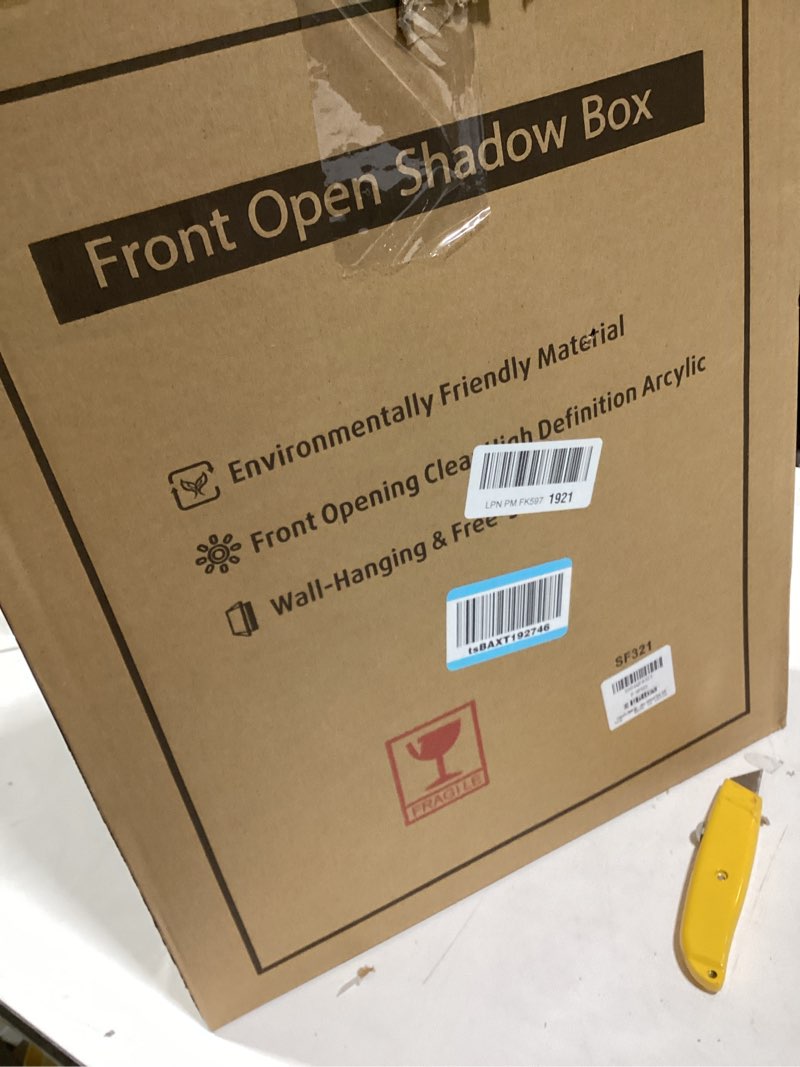 Front Open Shadow Box
Environmentally Friendly Material
Front Opening Clear High Definition Arcylic
LPN PM FK597 1921
Wall-Hanging & Free
tsBAXT192746
SF321
FRAGILE